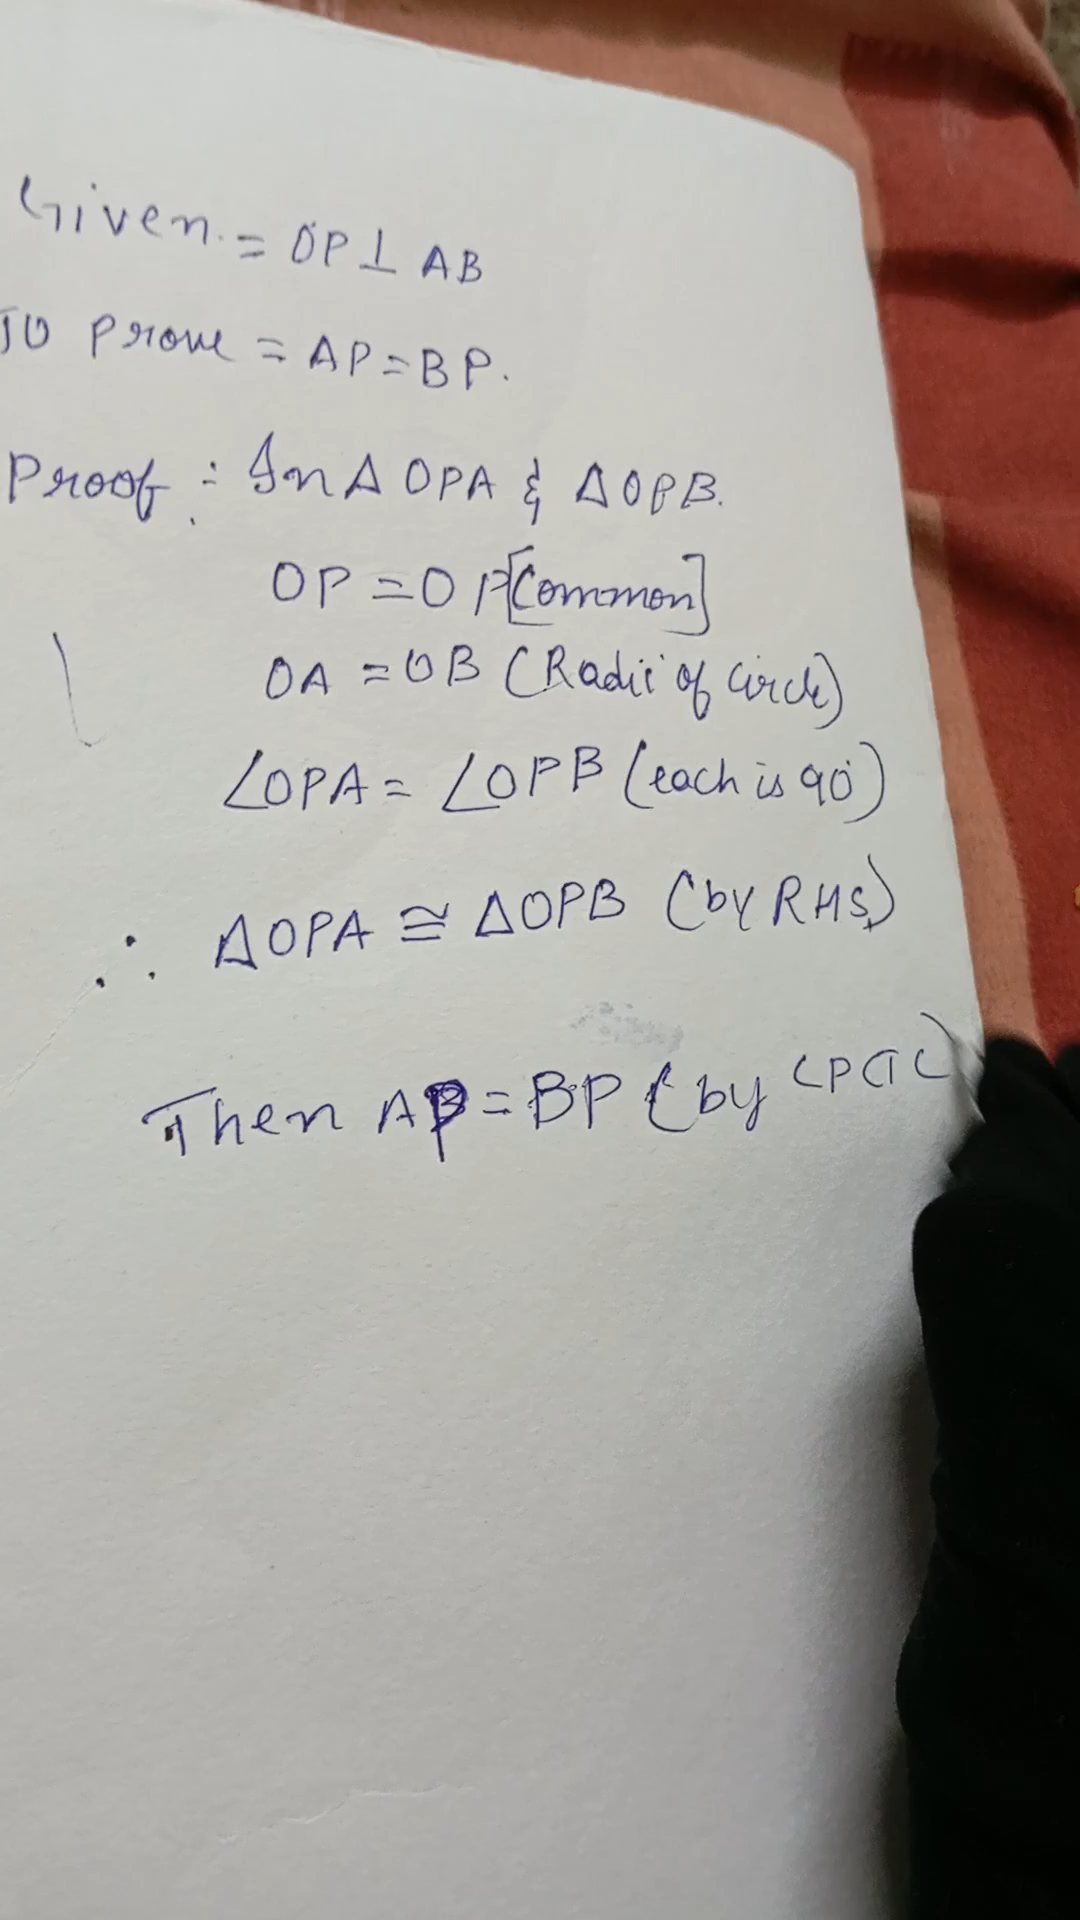 Given = OP ⊥ AB
To prove = AP = BP.
Proof : In Δ OPA & Δ OPB.
OP = OP [Common]
OA = OB (Radii of circle)
∠OPA = ∠OPB (each is 90°)
∴ ΔOPA ≅ ΔOPB (by RHS)
Then AP = BP (by CPCTC)